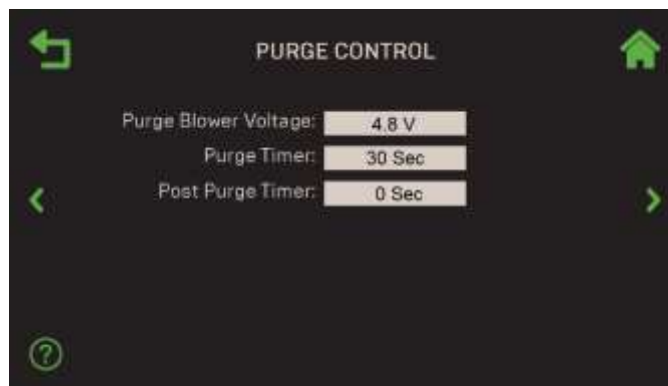 PURGE CONTROL
Purge Blower Voltage: 4.8 V
Purge Timer: 30 Sec
Post Purge Timer: 0 Sec
?